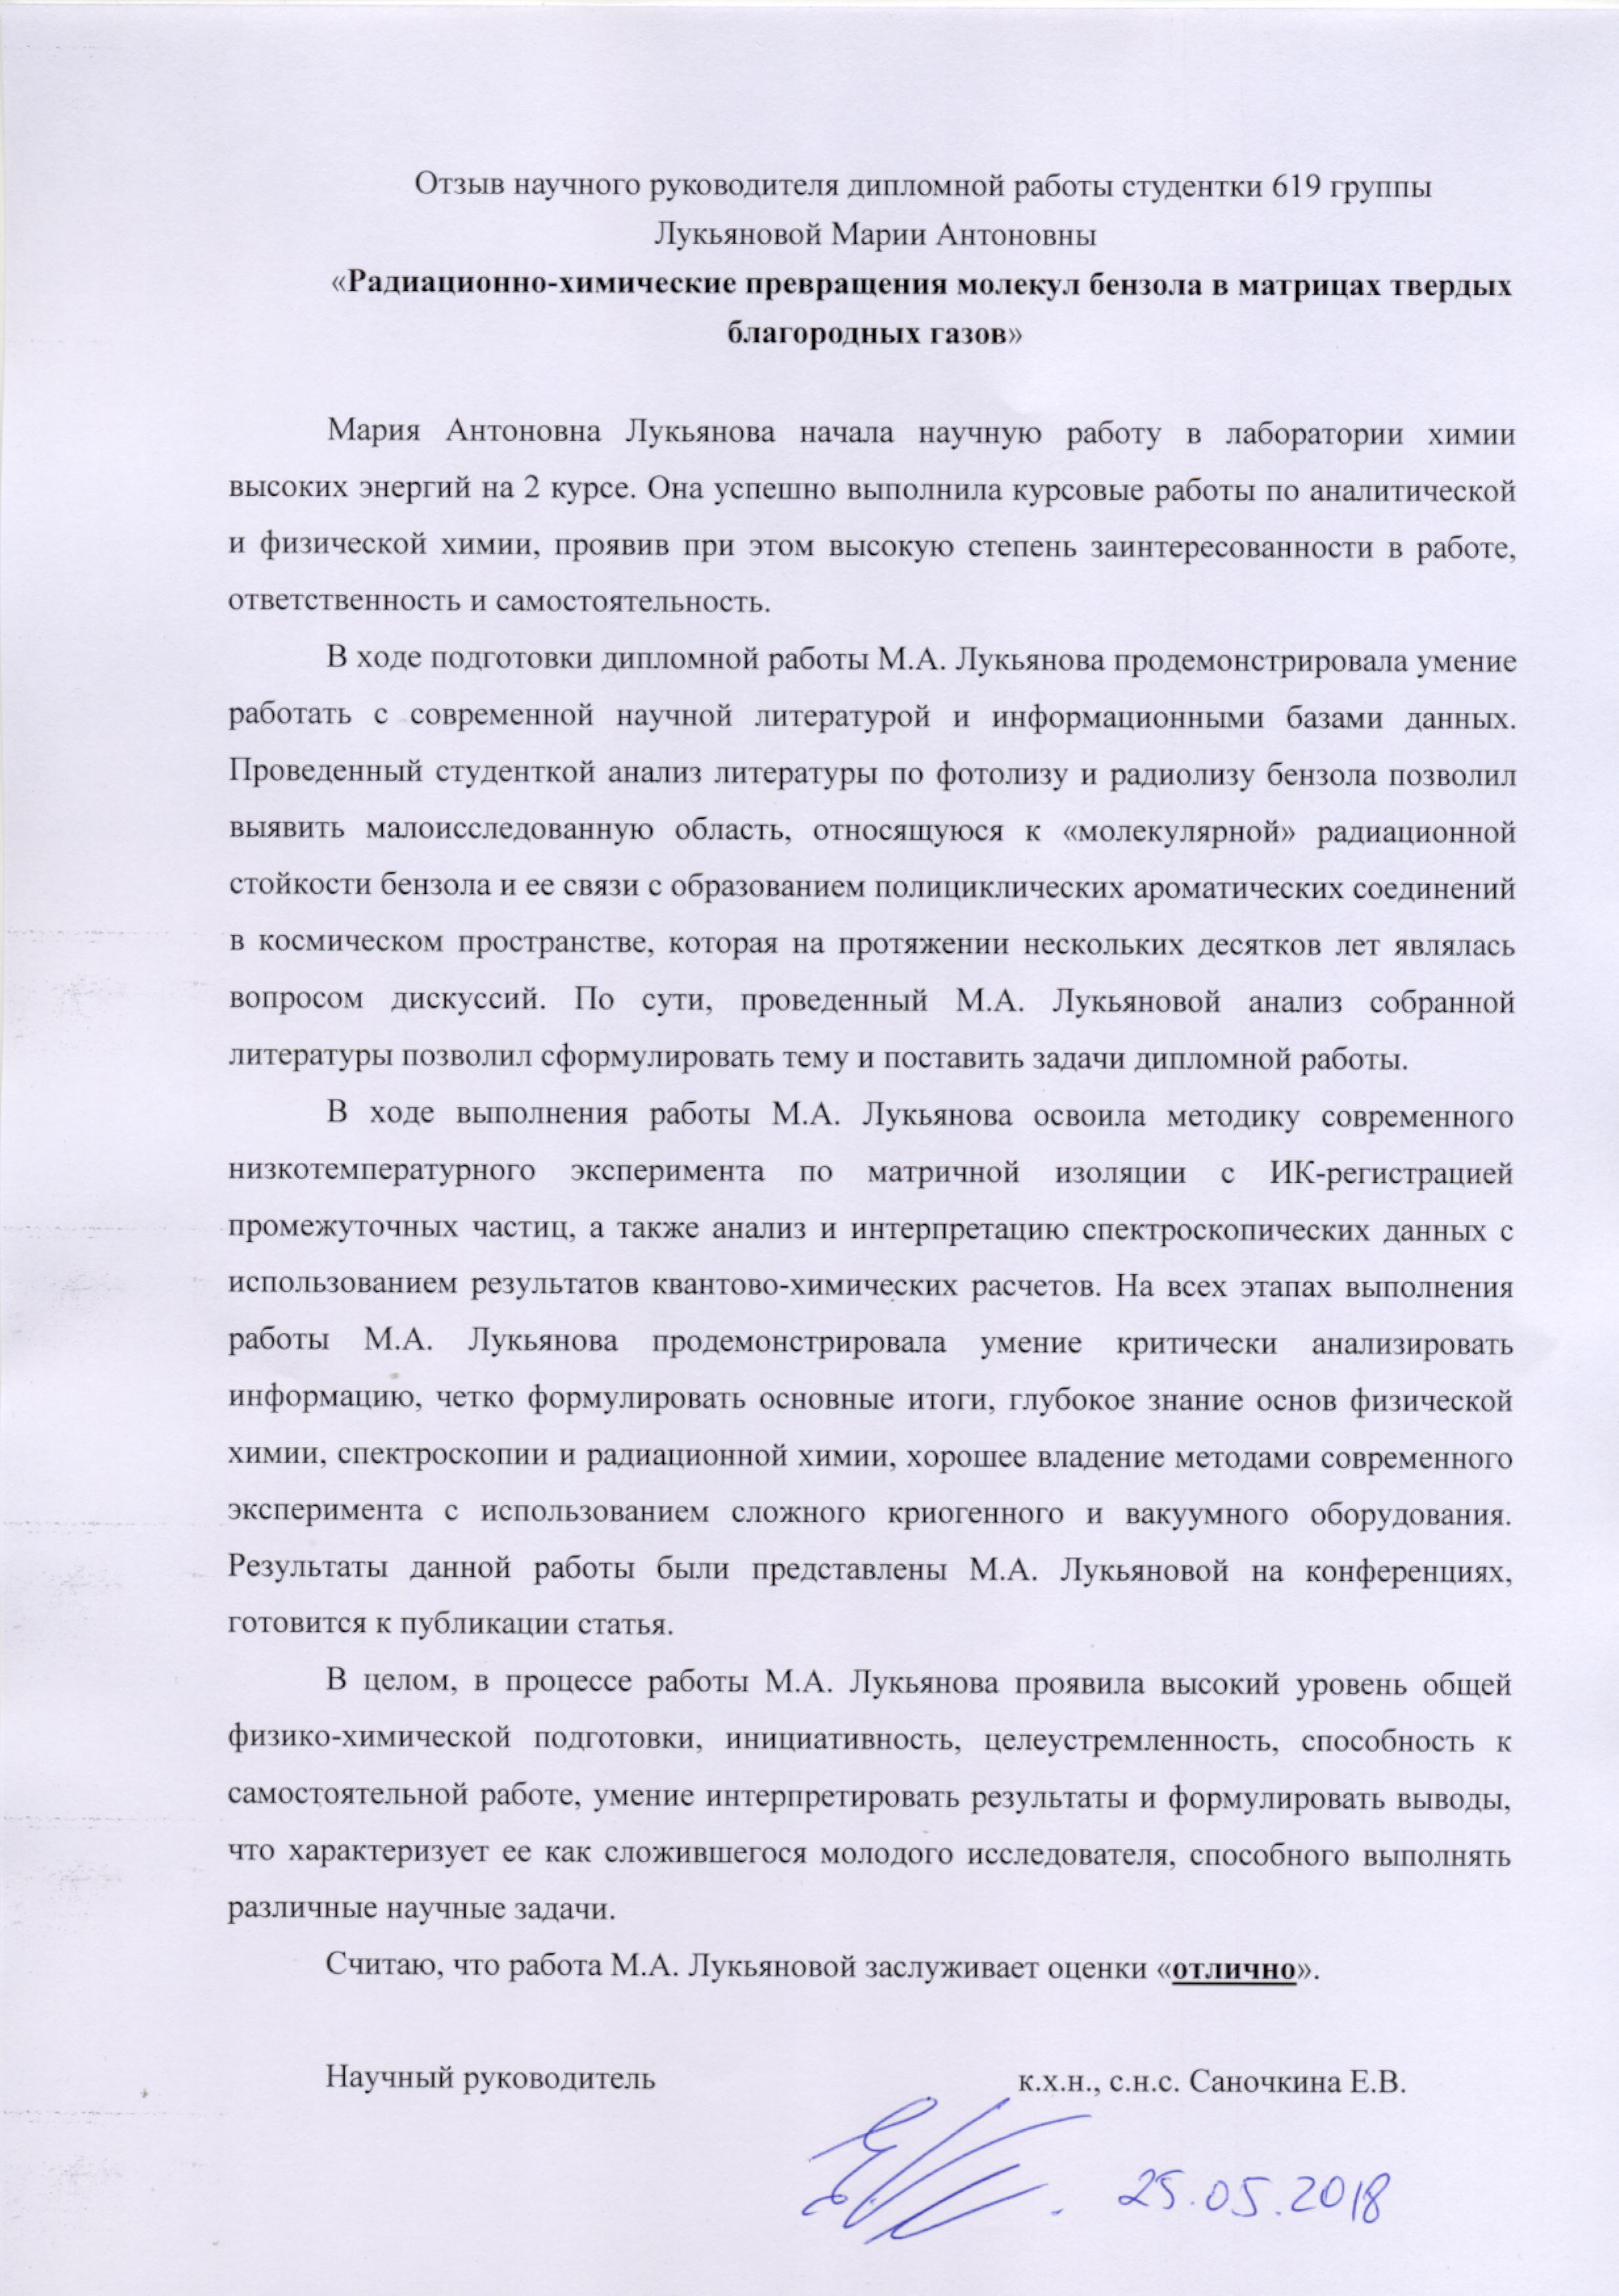 Отзыв научного руководителя дипломной работы студентки 619 группы
Лукьяновой Марии Антоновны
«Радиационно-химические превращения молекул бензола в матрицах твердых
благородных газов»
Мария Антоновна Лукьянова начала научную работу в лаборатории химии
высоких энергий на 2 курсе. Она успешно выполнила курсовые работы по аналитической
и физической химии, проявив при этом высокую степень заинтересованности в работе,
ответственность и самостоятельность.
В ходе подготовки дипломной работы М.А. Лукьянова продемонстрировала умение
работать с современной научной литературой и информационными базами данных.
Проведенный студенткой анализ литературы по фотолизу и радиолизу бензола позволил
выявить малоисследованную область, относящуюся к «молекулярной» радиационной
стойкости бензола и ее связи с образованием полициклических ароматических соединений
в космическом пространстве, которая на протяжении нескольких десятков лет являлась
вопросом дискуссий. По сути, проведенный М.А. Лукьяновой анализ собранной
литературы позволил сформулировать тему и поставить задачи дипломной работы.
В ходе выполнения работы М.А. Лукьянова освоила методику современного
низкотемпературного эксперимента по матричной изоляции с ИК-регистрацией
промежуточных частиц, а также анализ и интерпретацию спектроскопических данных с
использованием результатов квантово-химических расчетов. На всех этапах выполнения
работы М.А. Лукьянова продемонстрировала умение критически анализировать
информацию, четко формулировать основные итоги, глубокое знание основ физической
химии, спектроскопии и радиационной химии, хорошее владение методами современного
эксперимента с использованием сложного криогенного и вакуумного оборудования.
Результаты данной работы были представлены М.А. Лукьяновой на конференциях,
готовится к публикации статья.
В целом, в процессе работы М.А. Лукьянова проявила высокий уровень общей
физико-химической подготовки, инициативность, целеустремленность, способность к
самостоятельной работе, умение интерпретировать результаты и формулировать выводы,
что характеризует ее как сложившегося молодого исследователя, способного выполнять
различные научные задачи.
Считаю, что работа М.А. Лукьяновой заслуживает оценки «отлично».
Научный руководитель к.х.н., с.н.с. Саночкина Е.В.
25.05.2018